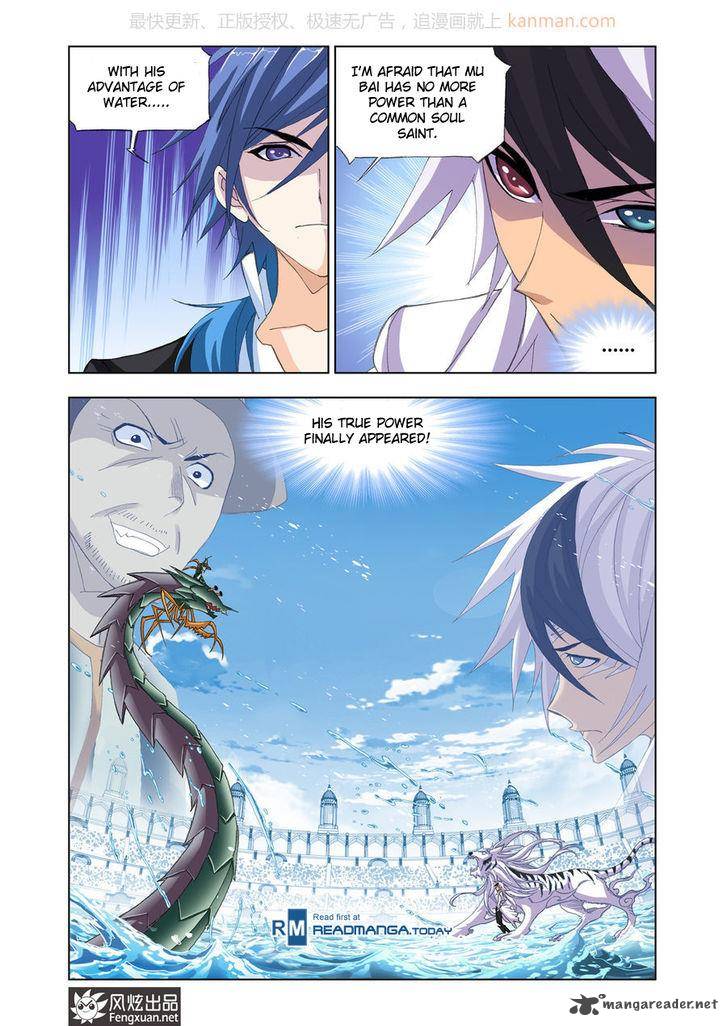 最快更新、正版授权、极速无广告，追漫画就上 kanman.com
WITH HIS
ADVANTAGE OF
WATER.....
I'M AFRAID THAT MU
BAI HAS NO MORE
POWER THAN A
COMMON SOUL
SAINT.
......
HIS TRUE POWER
FINALLY APPEARED!
RM
Read first at
READMANGA.TODAY
风炫出品
Fengxuan.net
mangareader.net